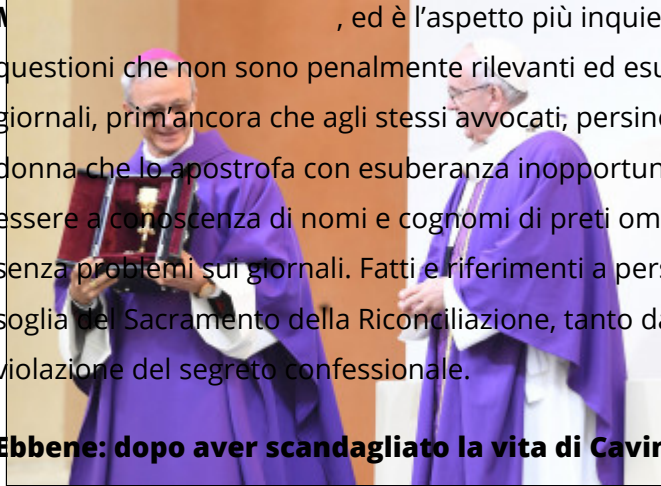 , ed è l’aspetto più inquie
questioni che non sono penalmente rilevanti ed esu
giornali, prim’ancora che agli stessi avvocati, persino
donna che lo apostrofa con esuberanza inopportun
essere a conoscenza di nomi e cognomi di preti om
senza problemi sui giornali. Fatti e riferimenti a pers
soglia del Sacramento della Riconciliazione, tanto da
violazione del segreto confessionale.
Ebbene: dopo aver scandagliato la vita di Cavin